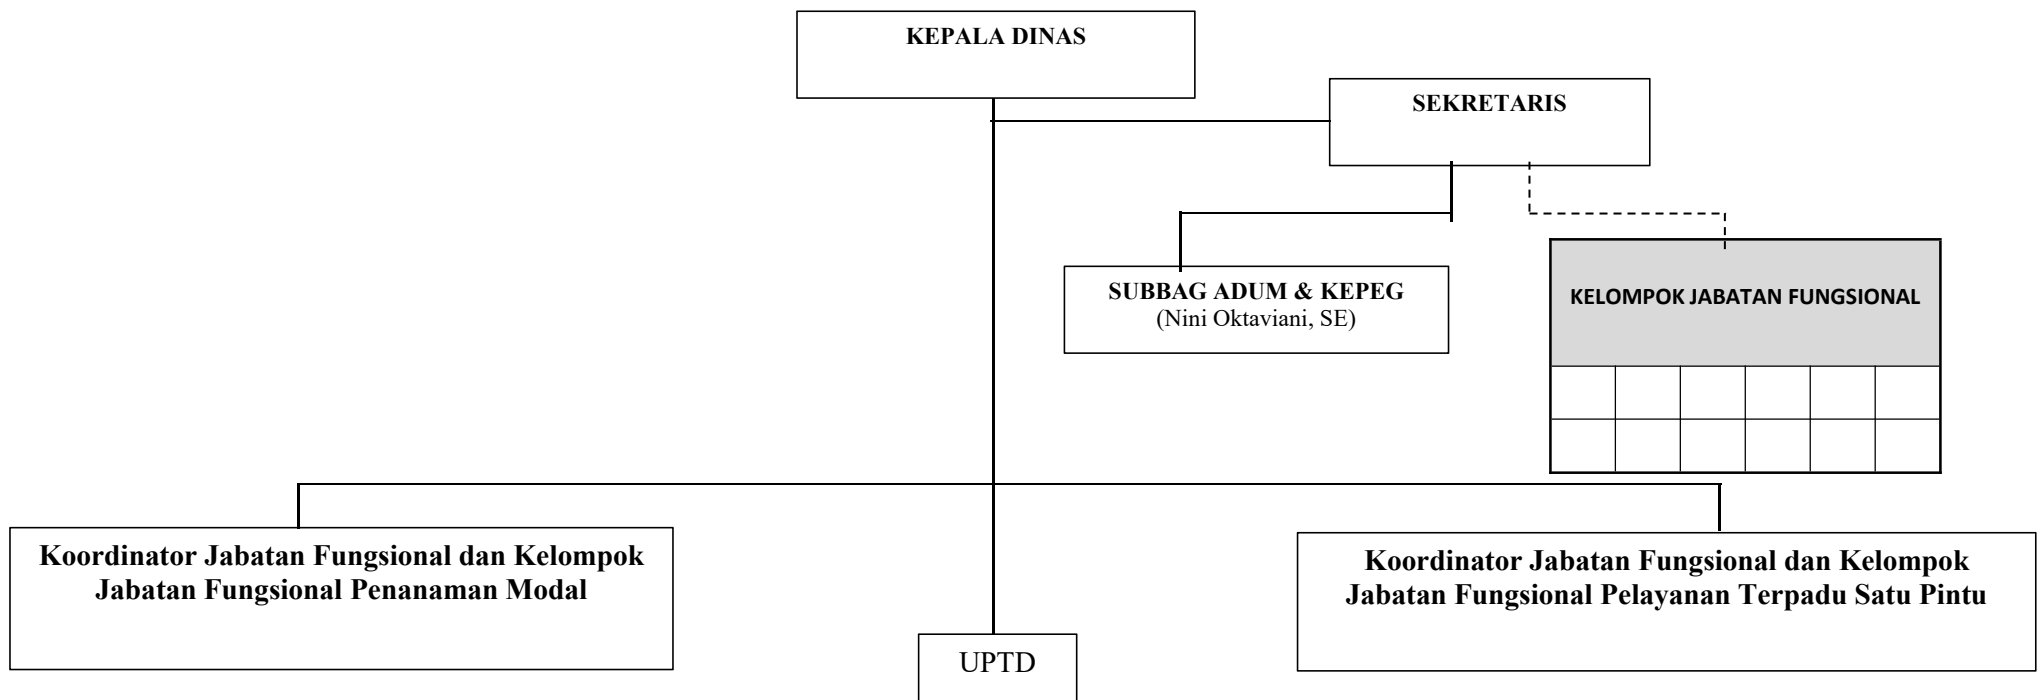 KEPALA DINAS
SEKRETARIS
SUBBAG ADUM & KEPEG
(Nini Oktaviani, SE)
KELOMPOK JABATAN FUNGSIONAL
Koordinator Jabatan Fungsional dan Kelompok
Jabatan Fungsional Penanaman Modal
Koordinator Jabatan Fungsional dan Kelompok
Jabatan Fungsional Pelayanan Terpadu Satu Pintu
UPTD